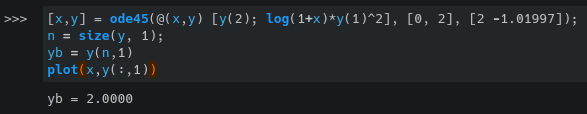 >>> [x,y] = ode45(@(x,y) [y(2); log(1+x)*y(1)^2], [0, 2], [2 -1.01997]);
n = size(y, 1);
yb = y(n,1)
plot(x,y(:,1))
yb = 2.0000